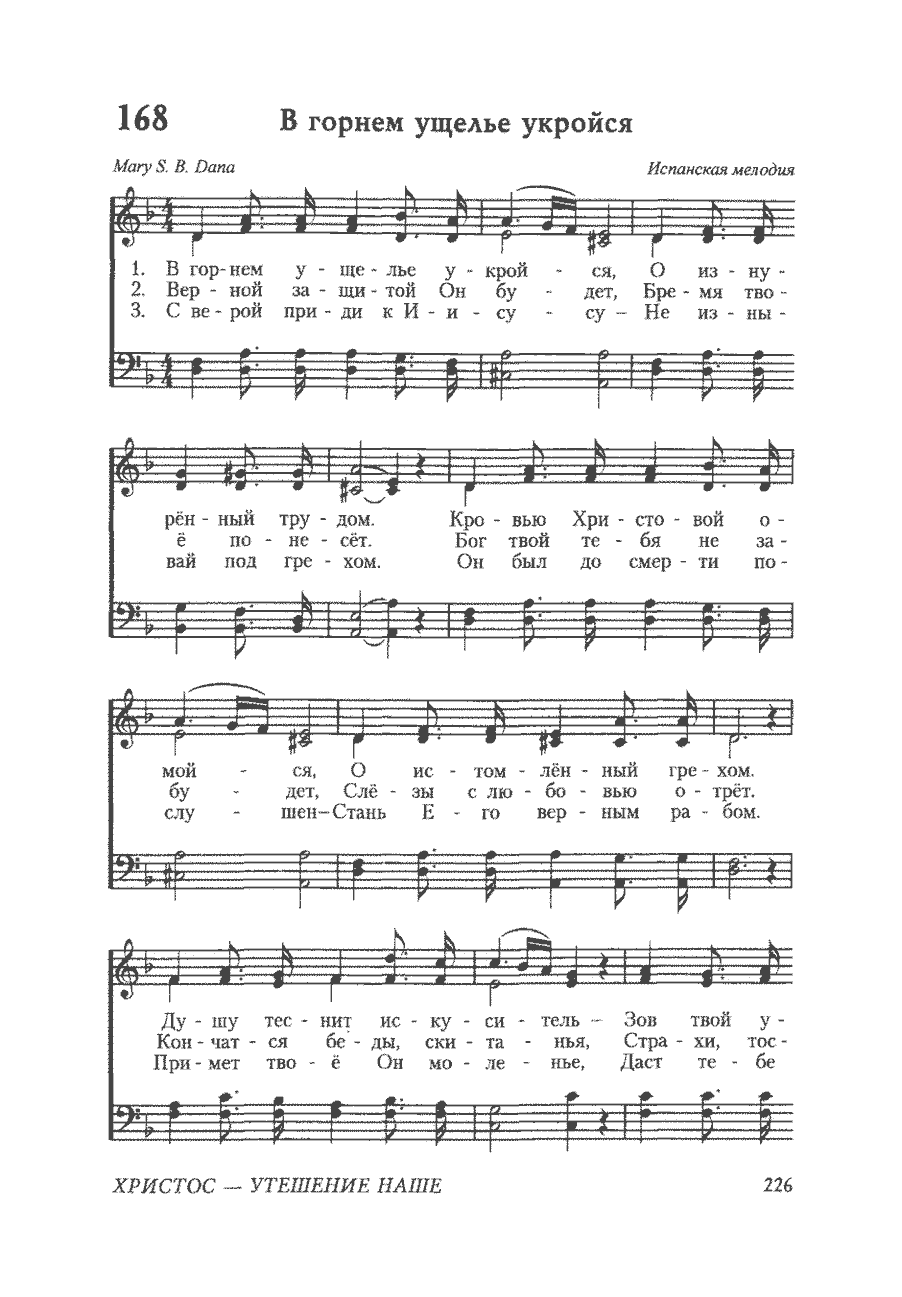 168 В горнем ущелье укройся
Mary S. B. Dana Испанская мелодия
1. В гор- нем у - ще - лье у - крой - ся, О из - ну -
2. Вер - ной за - щи - той Он бу - дет, Бре - мя тво -
3. С ве - рой при - ди к И - и - су - су – Не из - ны -
рён - ный тру - дом. Кро - вью Хри - сто - вой о -
ё по - не - сёт. Бог твой те - бя не за -
вай под гре - хом. Он был до смер - ти по -
мой - ся, О ис - том - лён - ный гре - хом.
бу - дет, Слё - зы с лю - бо - вью о - трёт.
слу - шен–Стань Е - го вер - ным ра - бом.
Ду - шу тес - нит ис - ку - си - тель – Зов твой у -
Кон - чат - ся бе - ды, ски - та - нья, Стра - хи, тос -
При - мет тво - ё Он мо - ле - нье, Даст те - бе
ХРИСТОС — УТЕШЕНИЕ НАШЕ 226